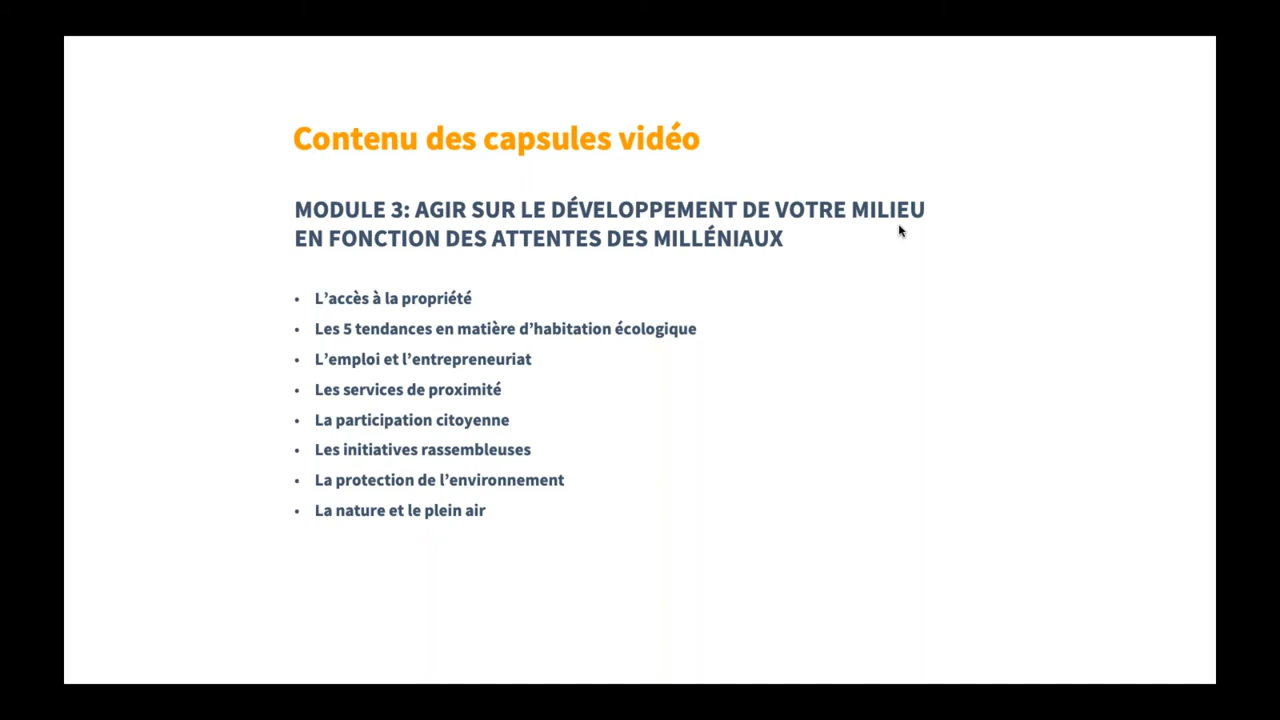 Contenu des capsules vidéo
MODULE 3: AGIR SUR LE DÉVELOPPEMENT DE VOTRE MILIEU
EN FONCTION DES ATTENTES DES MILLÉNIAUX
• L’accès à la propriété
• Les 5 tendances en matière d’habitation écologique
• L’emploi et l’entrepreneuriat
• Les services de proximité
• La participation citoyenne
• Les initiatives rassembleuses
• La protection de l’environnement
• La nature et le plein air